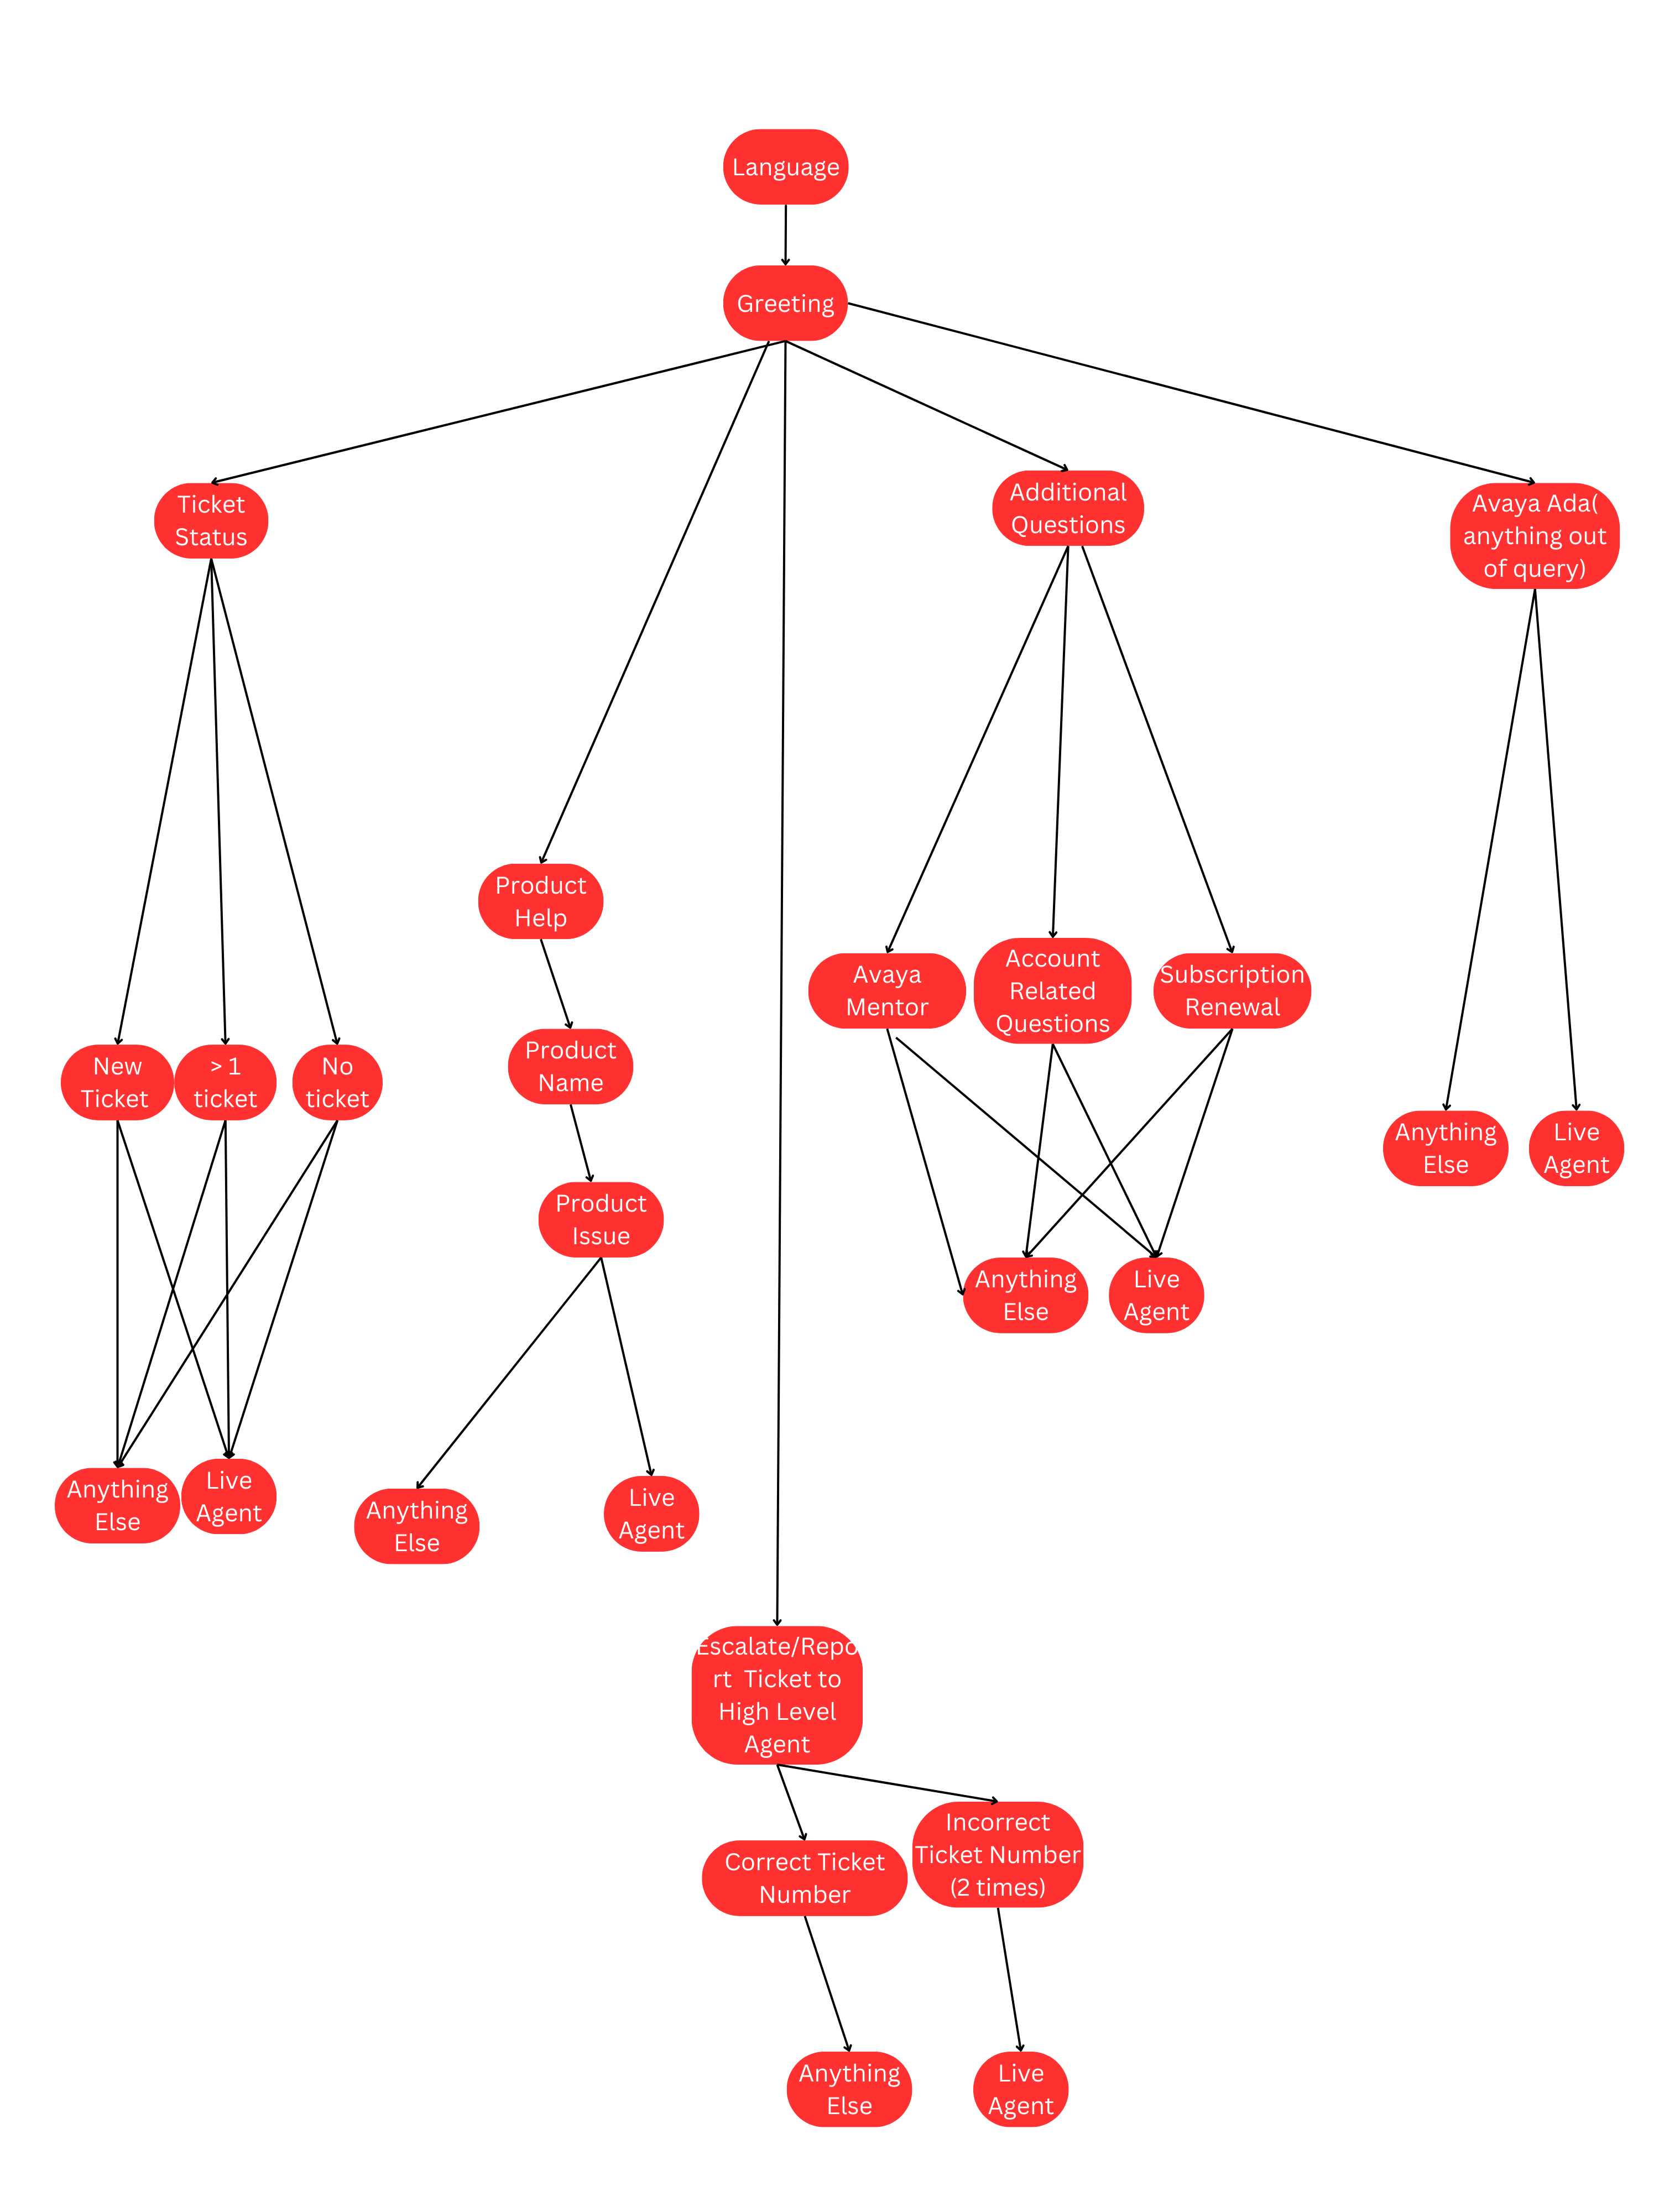 Language
Greeting
Ticket
Status
Additional
Questions
Avaya Ada(
anything out
of query)
Product
Help
Avaya
Mentor
Account
Related
Questions
Subscription
Renewal
New
Ticket
> 1
ticket
No
ticket
Product
Name
Anything
Else
Live
Agent
Product
Issue
Anything
Else
Live
Agent
Anything
Else
Live
Agent
Anything
Else
Live
Agent
Escalate/Repo
rt Ticket to
High Level
Agent
Correct Ticket
Number
Incorrect
Ticket Number
(2 times)
Anything
Else
Live
Agent